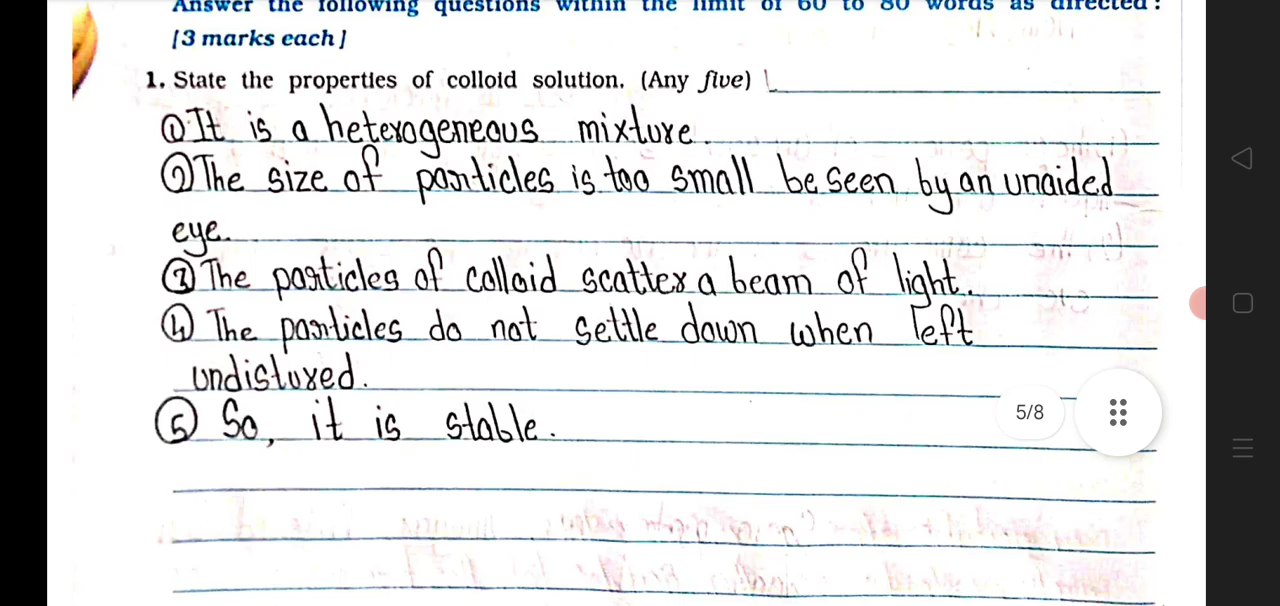 Answer the following questions within the limit of 60 to 80 words as directed:
[3 marks each]
1. State the properties of colloid solution. (Any five)
① It is a heterogeneous mixture.
② The size of particles is too small be seen by an unaided
eye.
③ The particles of colloid scatter a beam of light.
④ The particles do not settle down when left
undistured.
⑤ So, it is stable.
5/8